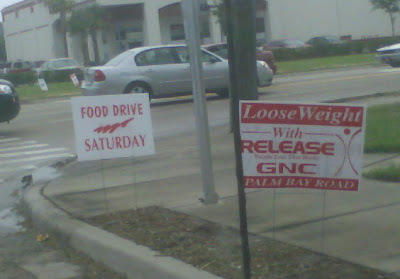 FOOD DRIVE
SATURDAY
LooseWeight
With
RELEASE
GNC
PALM BAY ROAD